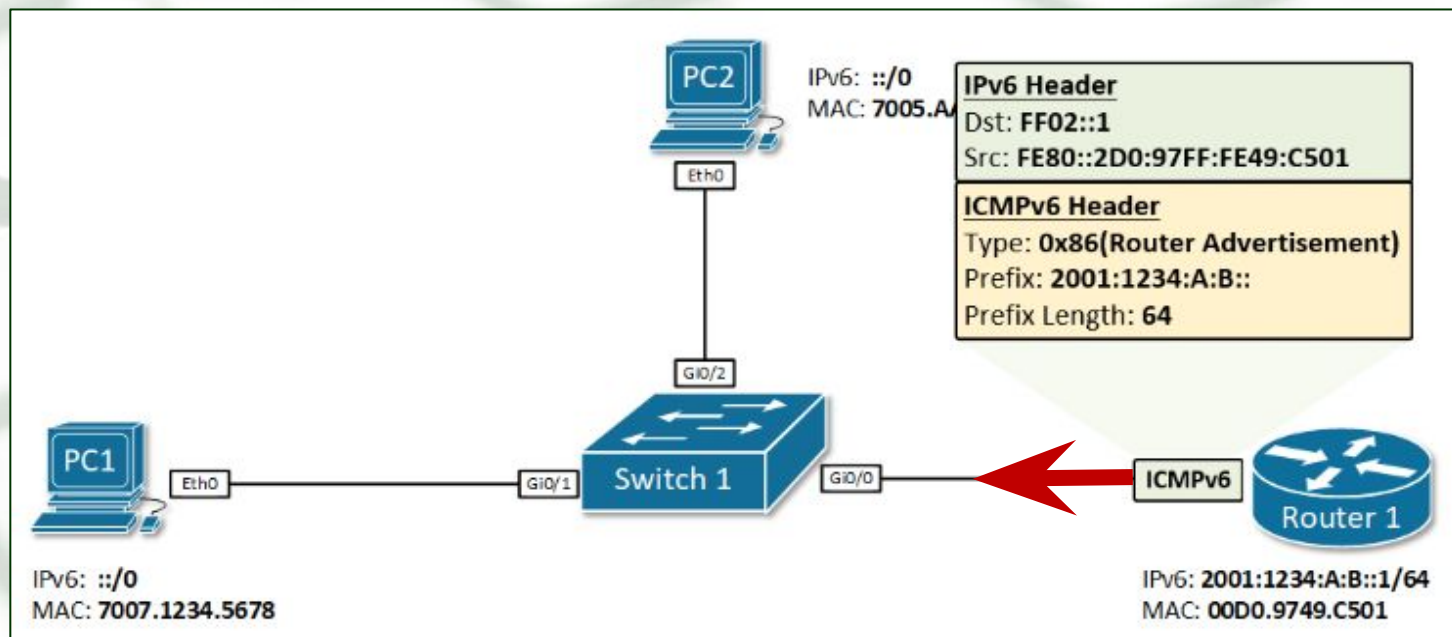 PC2
IPv6: ::/0
MAC: 7005.
Eth0
IPv6 Header
Dst: FF02::1
Src: FE80::2D0:97FF:FE49:C501
ICMPv6 Header
Type: 0x86(Router Advertisement)
Prefix: 2001:1234:A:B::
Prefix Length: 64
Gi0/2
PC1
Eth0
Gi0/1
Switch 1
Gi0/0
ICMPv6
Router 1
IPv6: ::/0
MAC: 7007.1234.5678
IPv6: 2001:1234:A:B::1/64
MAC: 00D0.9749.C501